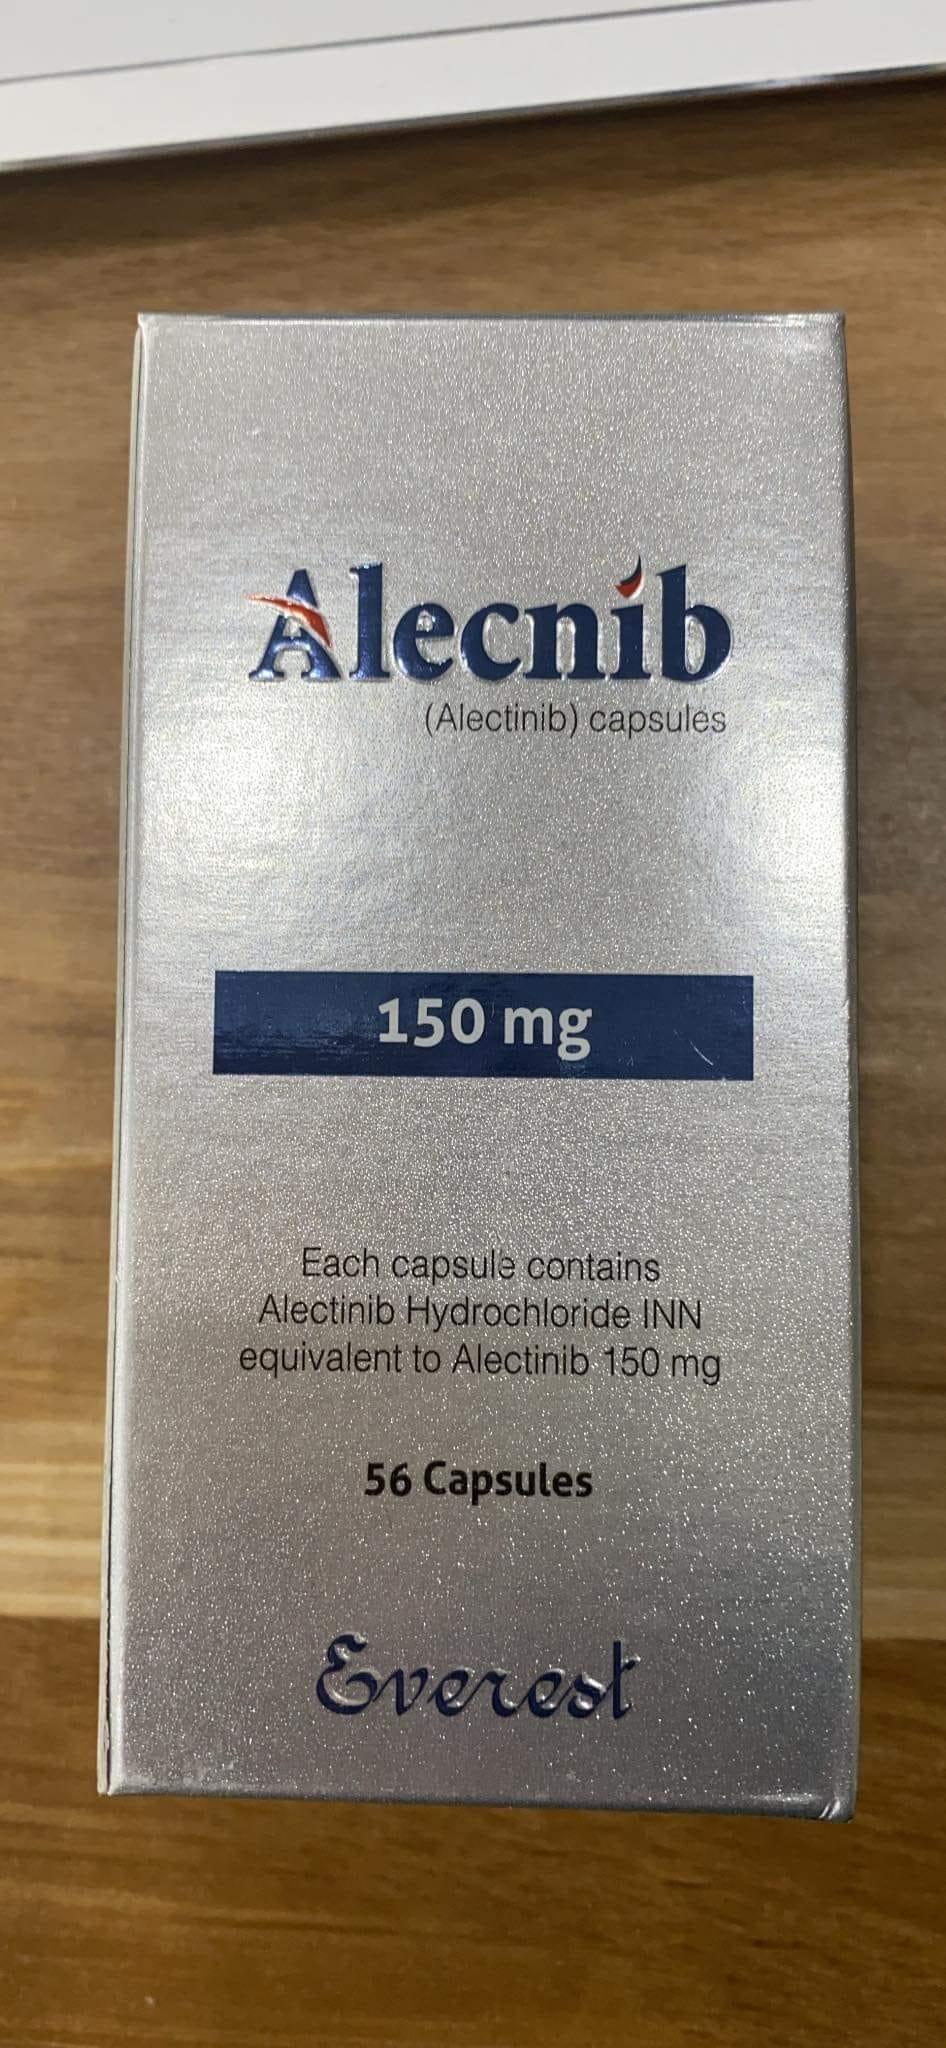 Alecnib
(Alectinib) capsules
150 mg
Each capsule contains
Alectinib Hydrochloride INN
equivalent to Alectinib 150 mg
56 Capsules
Everest